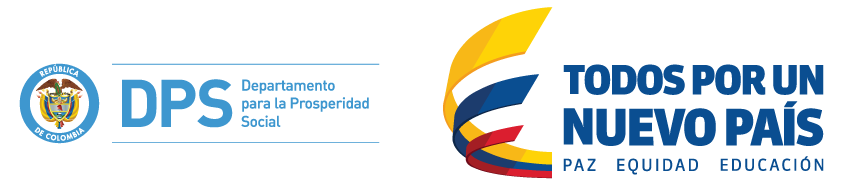 REPÚBLICA
DE COLOMBIA
DPS
Departamento
para la Prosperidad
Social
TODOS POR UN
NUEVO PAÍS
PAZ EQUIDAD EDUCACIÓN